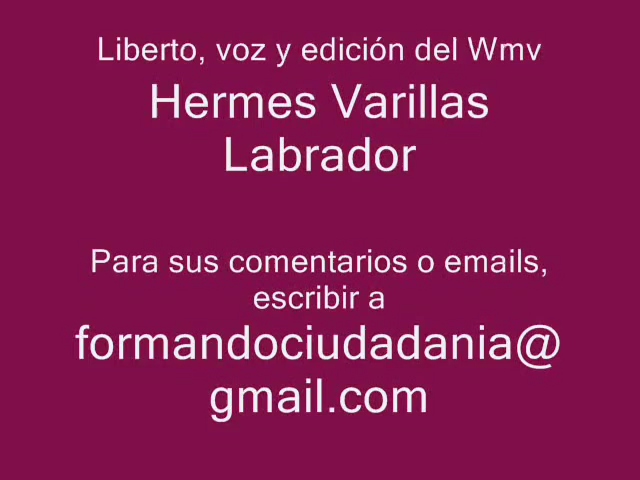 Liberto, voz y edición del Wmv
Hermes Varillas
Labrador
Para sus comentarios o emails,
escribir a
formandociudadania@
gmail.com